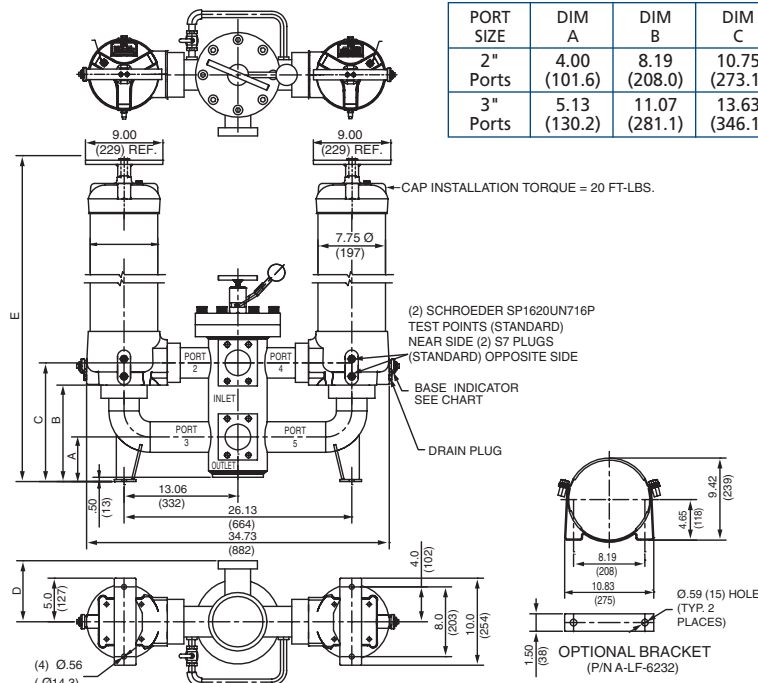 PORT SIZE DIM A DIM B DIM C
2" Ports 4.00 (101.6) 8.19 (208.0) 10.75 (273.1
3" Ports 5.13 (130.2) 11.07 (281.1) 13.63 (346.1
9.00
(229) REF.
9.00
(229) REF.
CAP INSTALLATION TORQUE = 20 FT-LBS.
7.75 Ø
(197)
E
(2) SCHROEDER SP1620UN716P
TEST POINTS (STANDARD)
NEAR SIDE (2) S7 PLUGS
(STANDARD) OPPOSITE SIDE
PORT
2
PORT
4
BASE INDICATOR
SEE CHART
INLET
C
B
A
PORT
3
PORT
5
DRAIN PLUG
OUTLET
.50
(13)
13.06
(332)
26.13
(664)
34.73
(882)
9.42
(239)
4.65
(118)
8.19
(208)
10.83
(275)
D
5.0
(127)
4.0
(102)
8.0
(203)
10.0
(254)
Ø.59 (15) HOLE
(TYP. 2
PLACES)
1.50
(38)
OPTIONAL BRACKET
(P/N A-LF-6232)
(4) Ø.56
( Ø14.3)